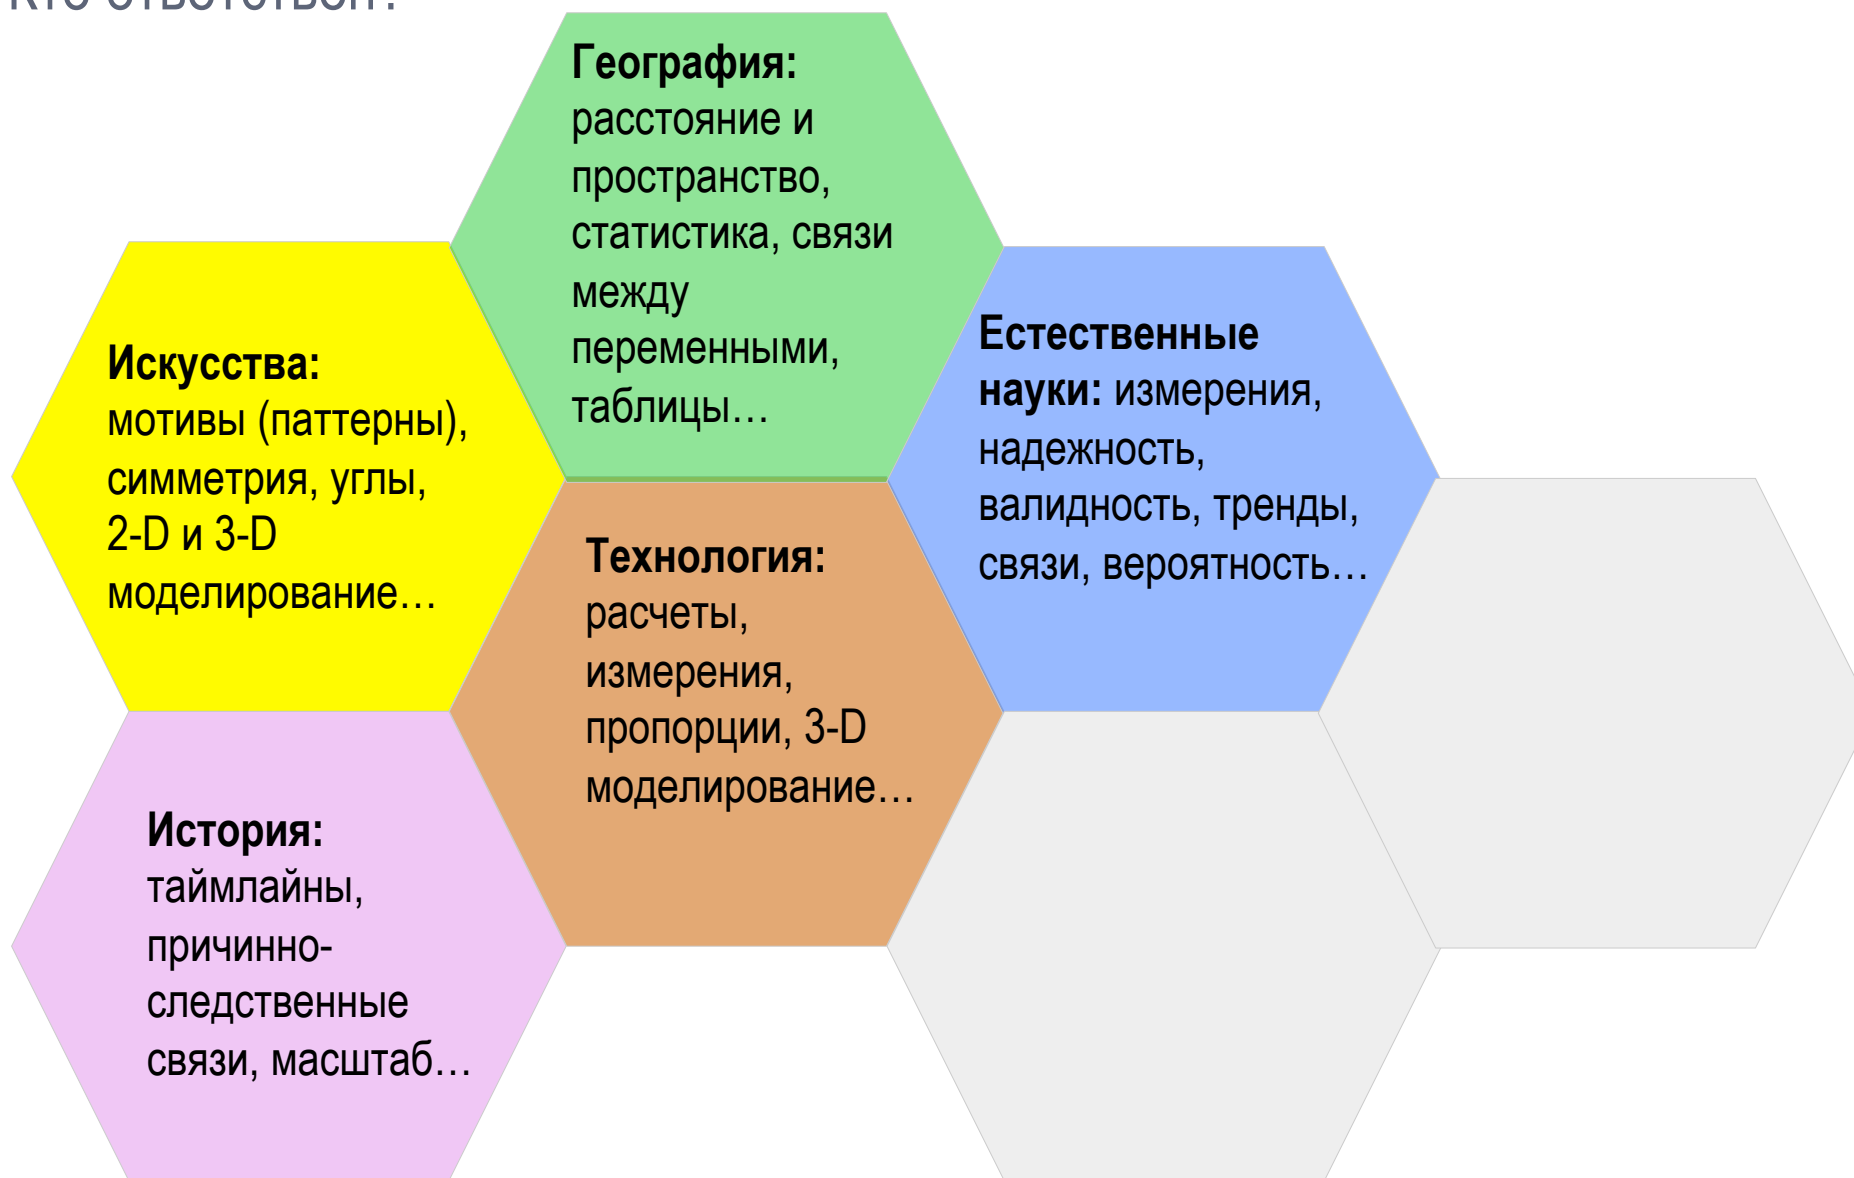 География:
расстояние и
пространство,
статистика, связи
между
переменными,
таблицы…
Искусства:
мотивы (паттерны),
симметрия, углы,
2-D и 3-D
моделирование…
Естественные
науки: измерения,
надежность,
валидность, тренды,
связи, вероятность…
Технология:
расчеты,
измерения,
пропорции, 3-D
моделирование…
История:
таймлайны,
причинно-
следственные
связи, масштаб…